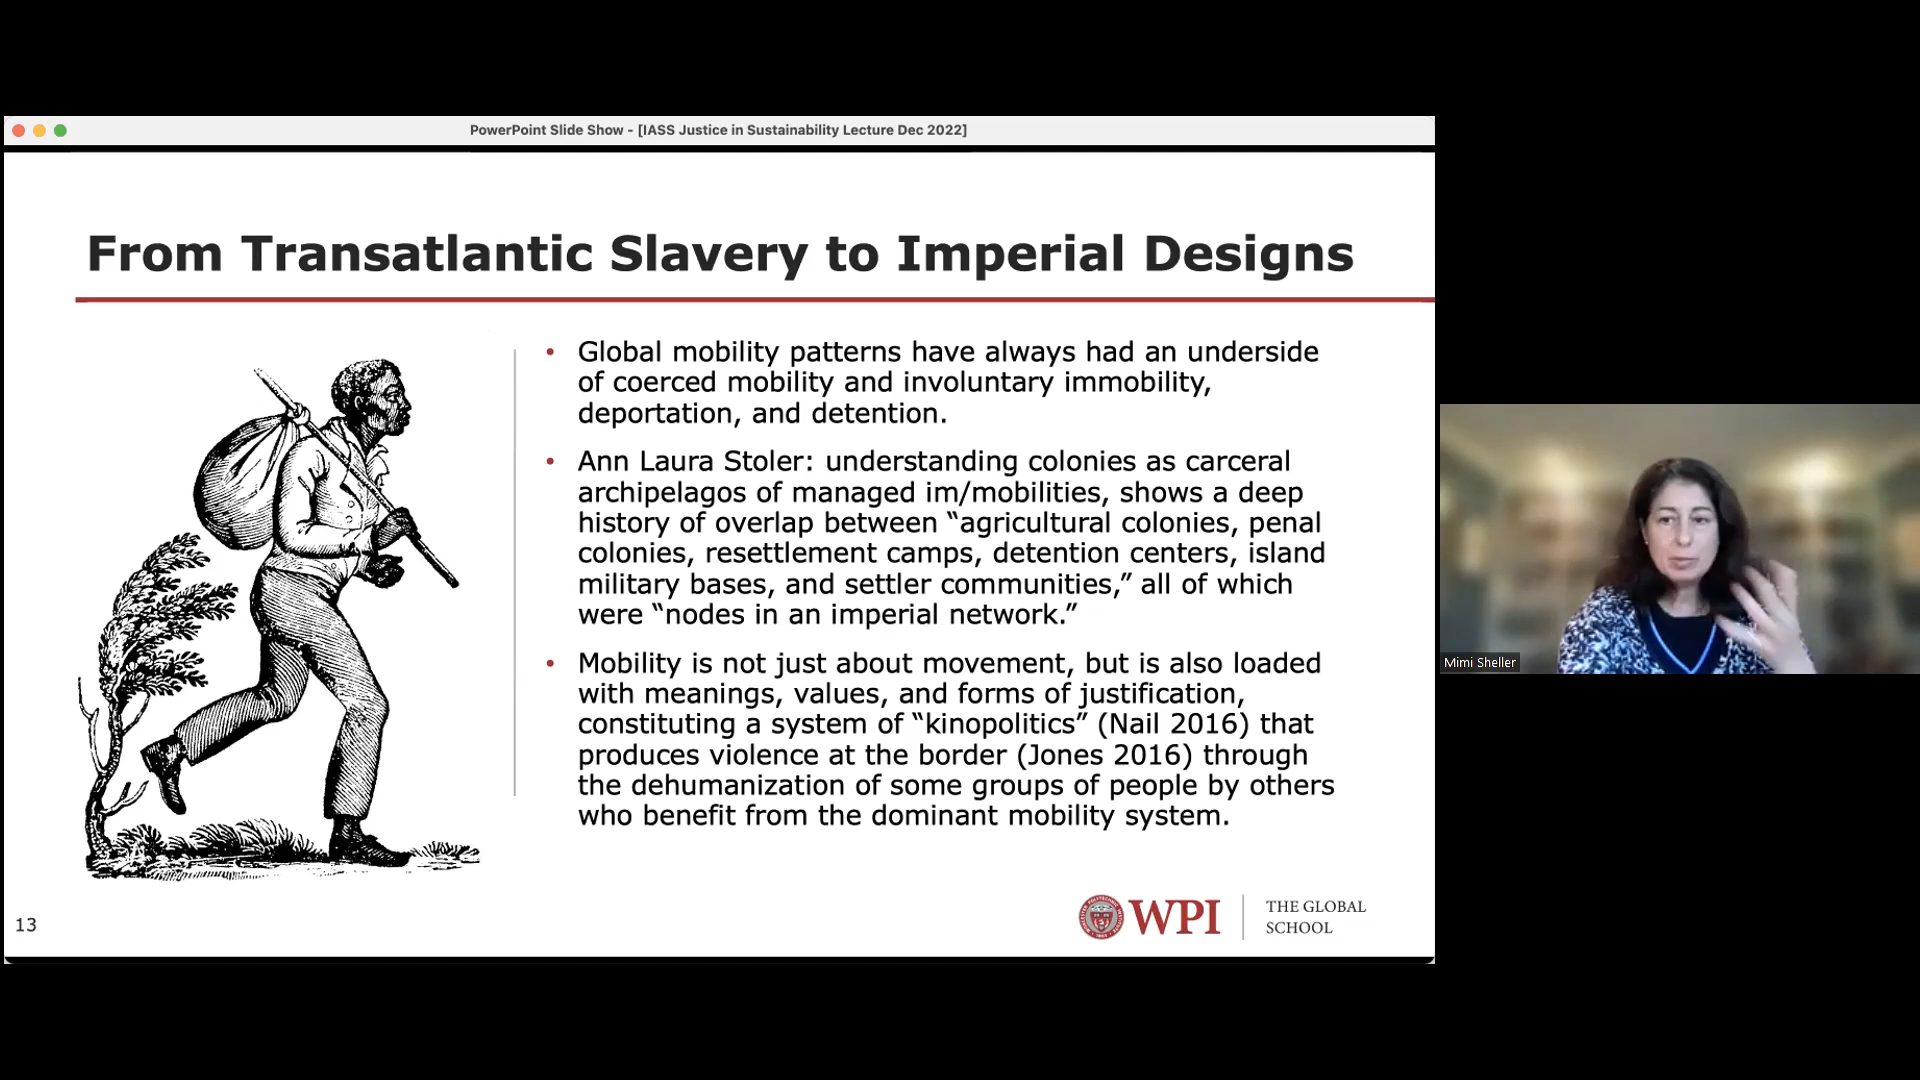 PowerPoint Slide Show - [IASS Justice in Sustainability Lecture Dec 2022]
From Transatlantic Slavery to Imperial Designs
• Global mobility patterns have always had an underside
of coerced mobility and involuntary immobility,
deportation, and detention.
• Ann Laura Stoler: understanding colonies as carceral
archipelagos of managed im/mobilities, shows a deep
history of overlap between “agricultural colonies, penal
colonies, resettlement camps, detention centers, island
military bases, and settler communities,” all of which
were “nodes in an imperial network.”
• Mobility is not just about movement, but is also loaded
with meanings, values, and forms of justification,
constituting a system of “kinopolitics” (Nail 2016) that
produces violence at the border (Jones 2016) through
the dehumanization of some groups of people by others
who benefit from the dominant mobility system.
13
WPI
THE GLOBAL
SCHOOL
Mimi Sheller